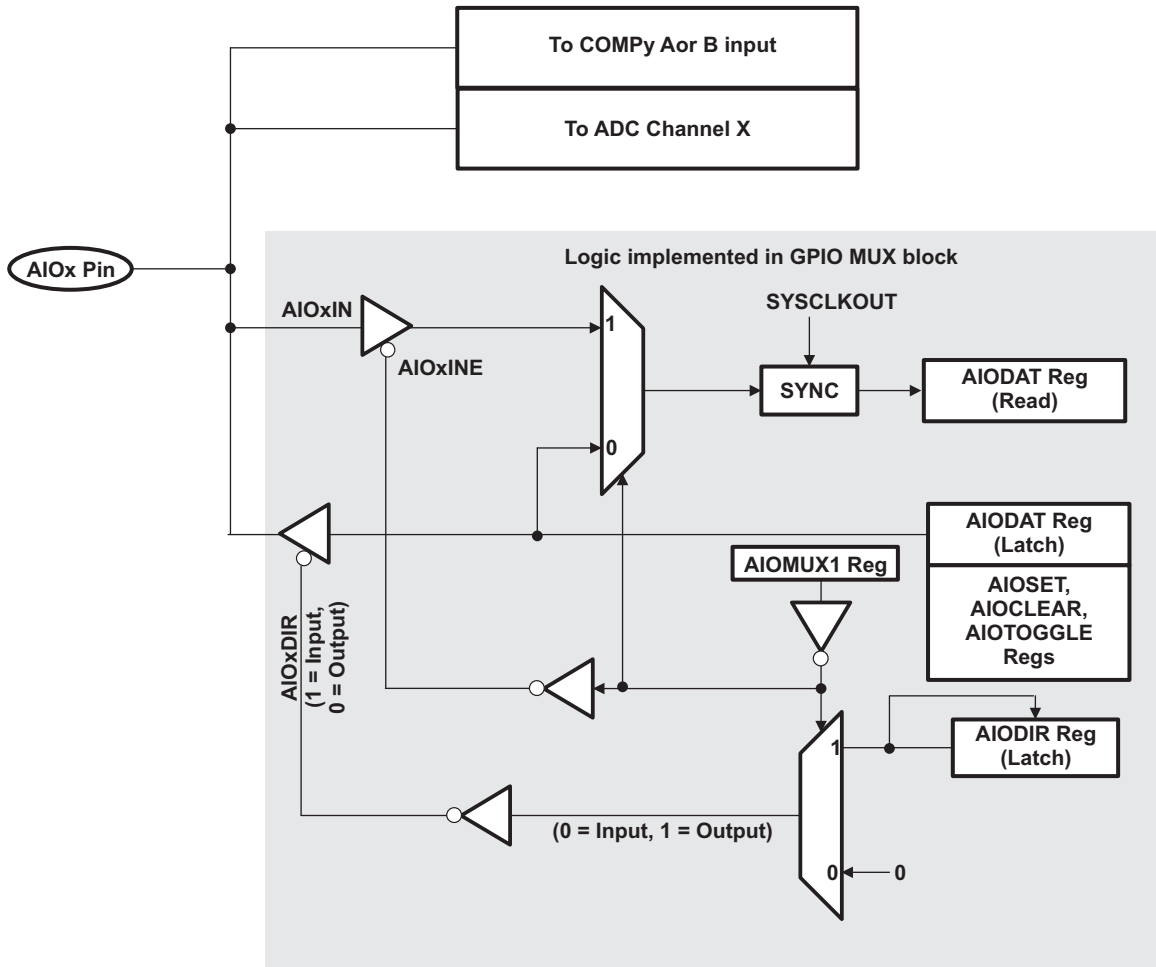 To COMPy Aor B input
To ADC Channel X
Logic implemented in GPIO MUX block
AIOx Pin
AIOxIN
AIOxINE
1
0
SYSCLKOUT
SYNC
AIODAT Reg
(Read)
AIODAT Reg
(Latch)
AIOSET,
AIOCLEAR,
AIOTOGGLE
Regs
AIOMUX1 Reg
AIOxDIR
(1 = Input,
0 = Output)
1
AIODIR Reg
(Latch)
(0 = Input, 1 = Output)
0
0